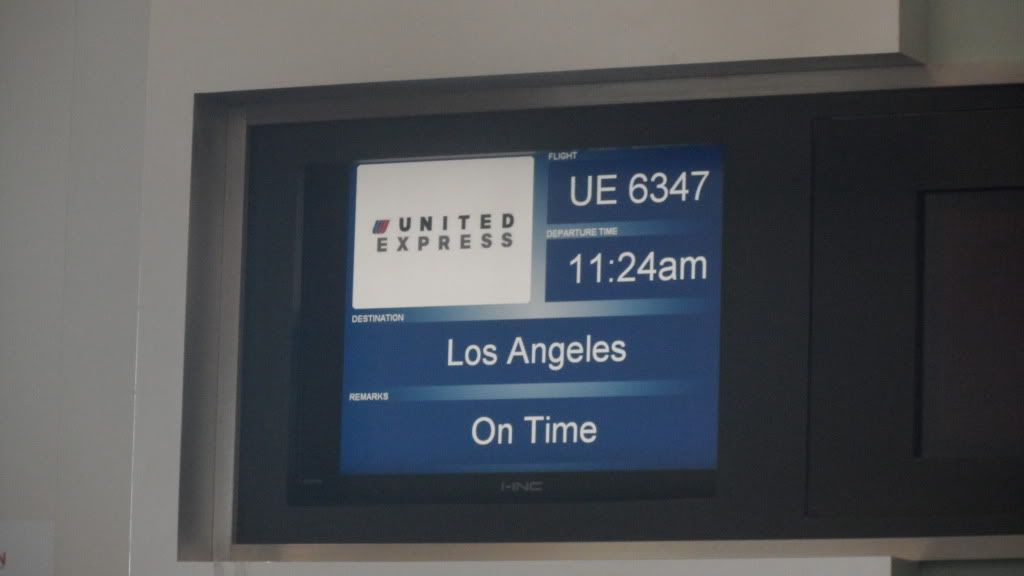 UNITED
EXPRESS
FLIGHT
UE 6347
DEPARTURE TIME
11:24am
DESTINATION
Los Angeles
REMARKS
On Time